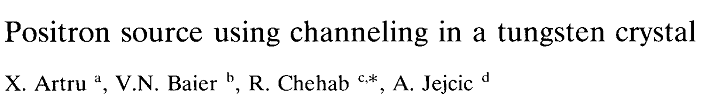 Positron source using channeling in a tungsten crystal
X. Artru ᵃ, V.N. Baier ᵇ, R. Chehab ᶜ,*, A. Jejcic ᵈ